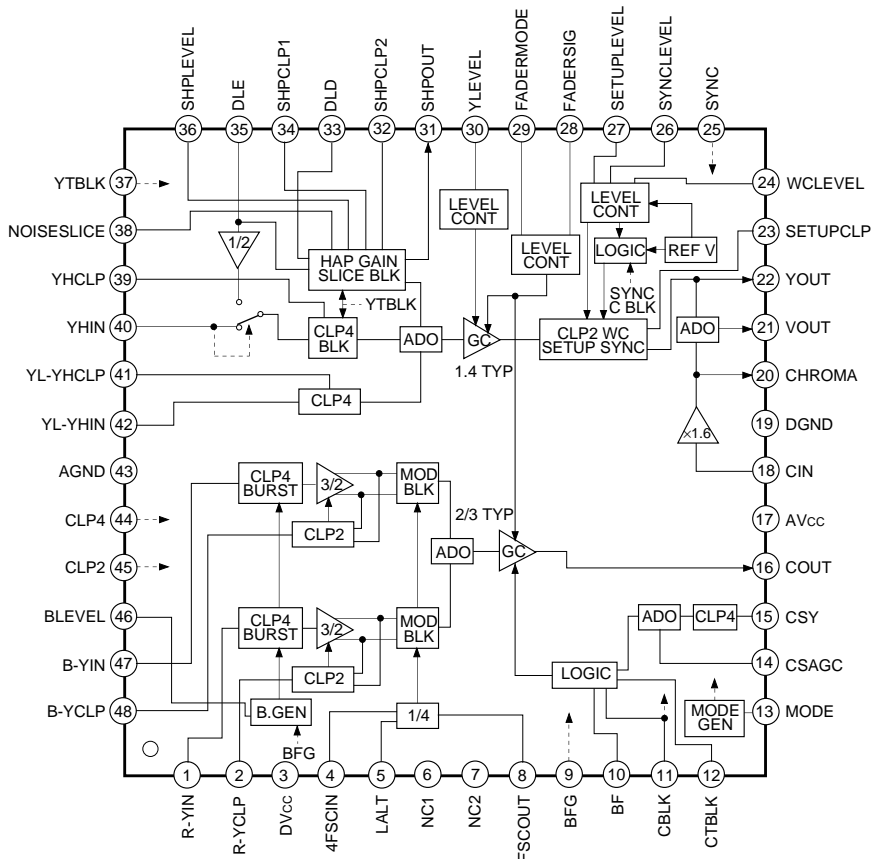 SHPLEVEL
DLE
SHPCLP1
DLD
SHPCLP2
SHPOUT
YLEVEL
FADERMODE
FADERSIG
SETUPLEVEL
SYNCLEVEL
SYNC
36
35
34
33
32
31
30
29
28
27
26
25
YTBLK 37
NOISESLICE 38
YHCLP 39
YHIN 40
YL-YHCLP 41
YL-YHIN 42
AGND 43
CLP4 44
CLP2 45
BLEVEL 46
B-YIN 47
B-YCLP 48
24 WCLEVEL
23 SETUPCLP
22 YOUT
21 VOUT
20 CHROMA
19 DGND
18 CIN
17 AVCC
16 COUT
15 CSY
14 CSAGC
13 MODE
1/2
HAP GAIN
SLICE BLK
YTBLK
CLP4
BLK
ADO
CLP4
LEVEL
CONT
LEVEL
CONT
GC
1.4 TYP
LEVEL
CONT
LOGIC
REF V
SYNC
C BLK
CLP2 WC
SETUP SYNC
ADO
×1.6
CLP4
BURST
3/2
MOD
BLK
CLP2
2/3 TYP
ADO
GC
CLP4
BURST
3/2
MOD
BLK
CLP2
B.GEN
BFG
1/4
LOGIC
ADO
CLP4
MODE
GEN
1
2
3
4
5
6
7
8
9
10
11
12
R-YIN
R-YCLP
DVCC
4FSCIN
LALT
NC1
NC2
FSCOUT
BFG
BF
CBLK
CTBLK